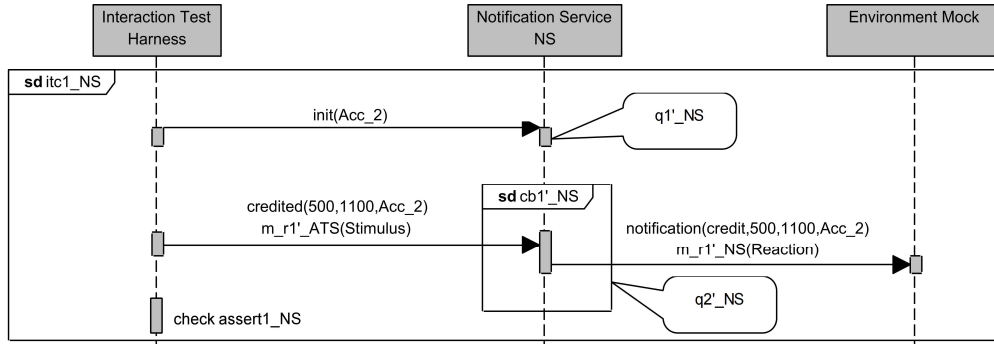 Interaction Test
Harness
Notification Service
NS
Environment Mock
sd itc1_NS
init(Acc_2)
q1'_NS
sd cb1'_NS
credited(500,1100,Acc_2)
m_r1'_ATS(Stimulus)
notification(credit,500,1100,Acc_2)
m_r1'_NS(Reaction)
q2'_NS
check assert1_NS